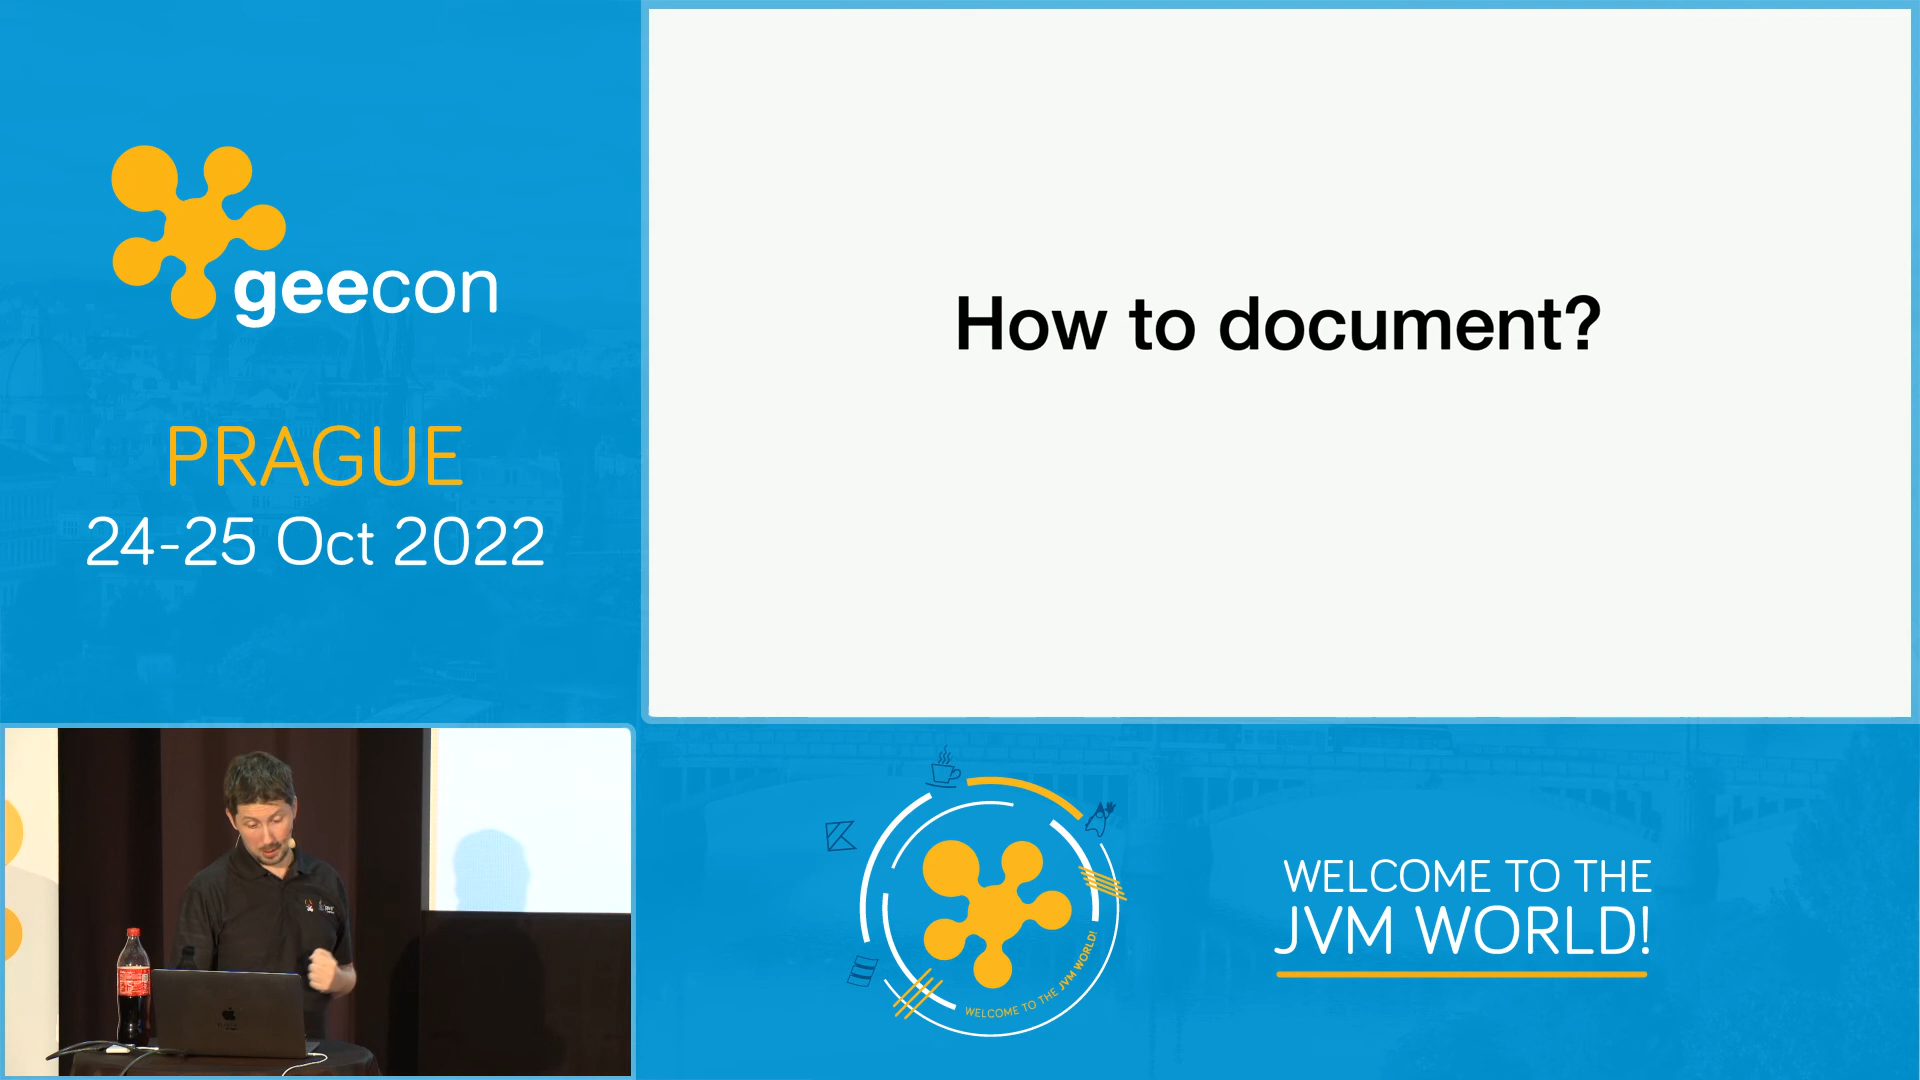 geecon
PRAGUE
24-25 Oct 2022
How to document?
WELCOME TO THE JVM WORLD!
WELCOME TO THE
JVM WORLD!